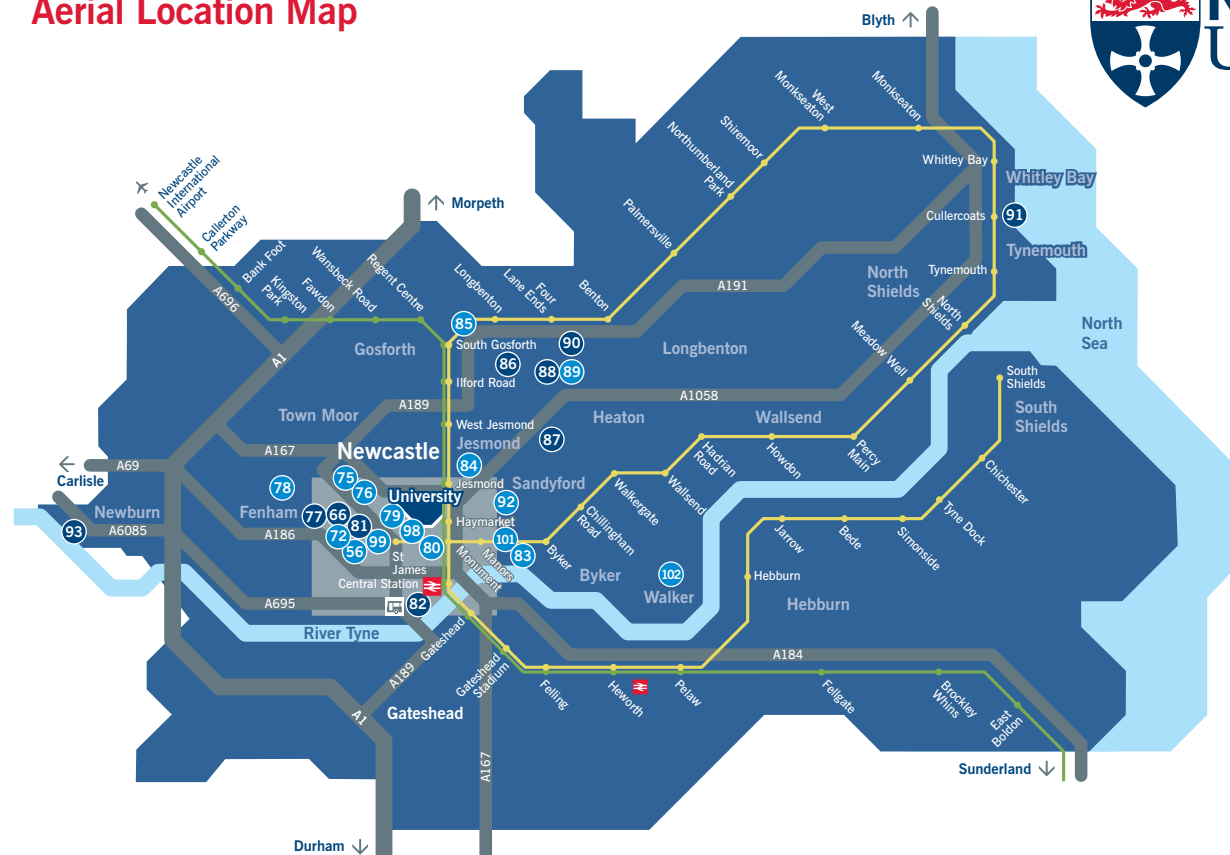 Aerial Location Map
Blyth
West
Monkseaton
Monkseaton
Shiremoor
Northumberland
Park
Whitley Bay
Whitley Bay
Newcastle
International
Airport
Morpeth
Callerton
Parkway
Palmersville
Cullercoats
91
Tynemouth
Bank Foot
Kingston
Park
Fawdon
Wansbeck Road
Regent Centre
Longbenton
Four
Lane Ends
Benton
Tynemouth
North
Shields
A191
A696
North
Shields
North
Sea
85
South Gosforth
90
Gosforth
86
88
89
Longbenton
Meadow Well
A1
Ilford Road
South
Shields
A1058
A189
Town Moor
West Jesmond
Heaton
Wallsend
South
Shields
Jesmond
87
A167
Newcastle
Hadrian
Road
Howdon
Percy
Main
A69
Carlisle
84
Jesmond
Sandyford
Chichester
75
76
78
University
92
Walkergate
Wallsend
Newburn
Fenham
77
66
79
81
Haymarket
Chillingham
Road
Tyne Dock
93
A6085
A186
72
98
56
99
80
101
83
St
James
Monument
Manors
Byker
Jarrow
Bede
Simonside
Central Station
Byker
102
Walker
Hebburn
Hebburn
A695
82
River Tyne
Gateshead
A184
A189
Gateshead
Stadium
Felling
Heworth
Pelaw
Fellgate
Brockley
Whins
East
Boldon
A1
Gateshead
A167
Sunderland
Durham